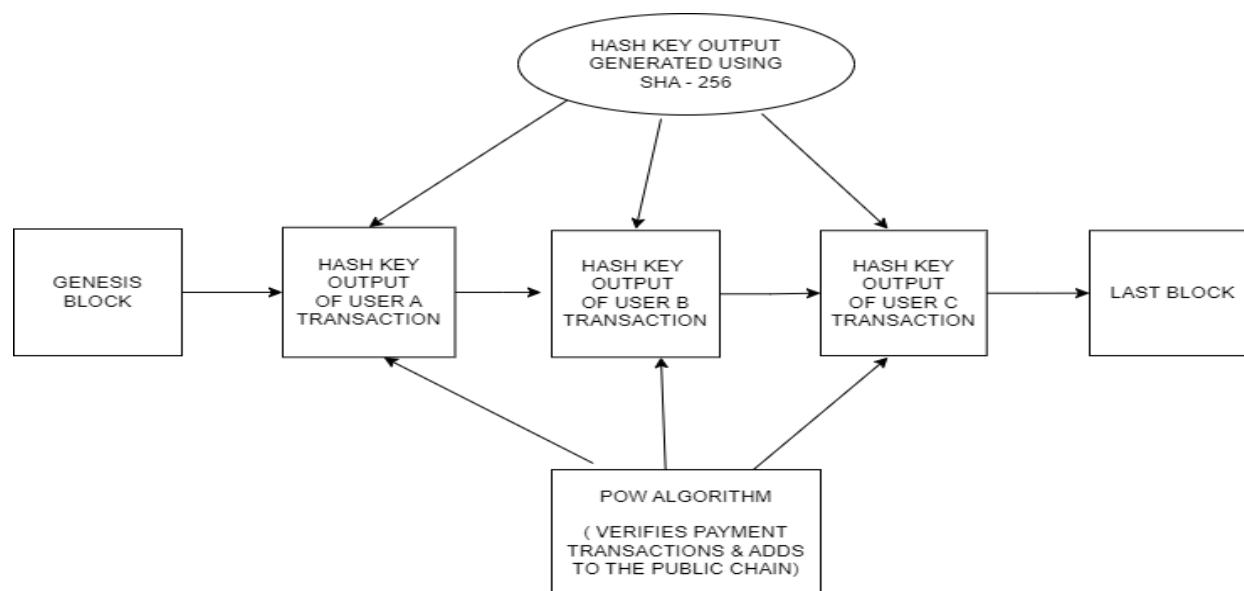 HASH KEY OUTPUT
GENERATED USING
SHA - 256
GENESIS
BLOCK
HASH KEY
OUTPUT
OF USER A
TRANSACTION
HASH KEY
OUTPUT
OF USER B
TRANSACTION
HASH KEY
OUTPUT
OF USER C
TRANSACTION
LAST BLOCK
POW ALGORITHM
( VERIFIES PAYMENT
TRANSACTIONS & ADDS
TO THE PUBLIC CHAIN)